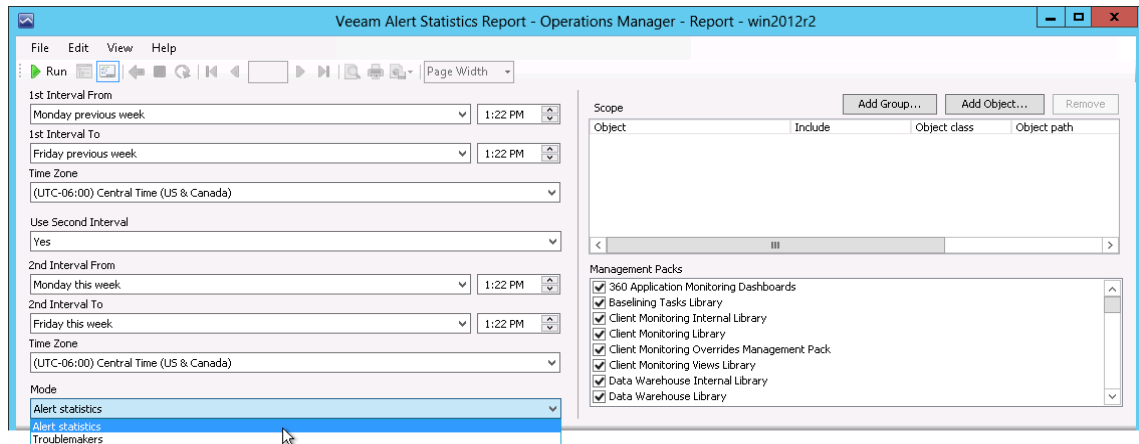 Veeam Alert Statistics Report - Operations Manager - Report - win2012r2
File Edit View Help
Run Page Width
1st Interval From
Monday previous week 1:22 PM
1st Interval To
Friday previous week 1:22 PM
Time Zone
(UTC-06:00) Central Time (US & Canada)
Use Second Interval
Yes
2nd Interval From
Monday this week 1:22 PM
2nd Interval To
Friday this week 1:22 PM
Time Zone
(UTC-06:00) Central Time (US & Canada)
Mode
Alert statistics
Alert statistics
Troublemakers
Scope Add Group... Add Object... Remove
Object Include Object class Object path
Management Packs
360 Application Monitoring Dashboards
Baselining Tasks Library
Client Monitoring Internal Library
Client Monitoring Library
Client Monitoring Overrides Management Pack
Client Monitoring Views Library
Data Warehouse Internal Library
Data Warehouse Library